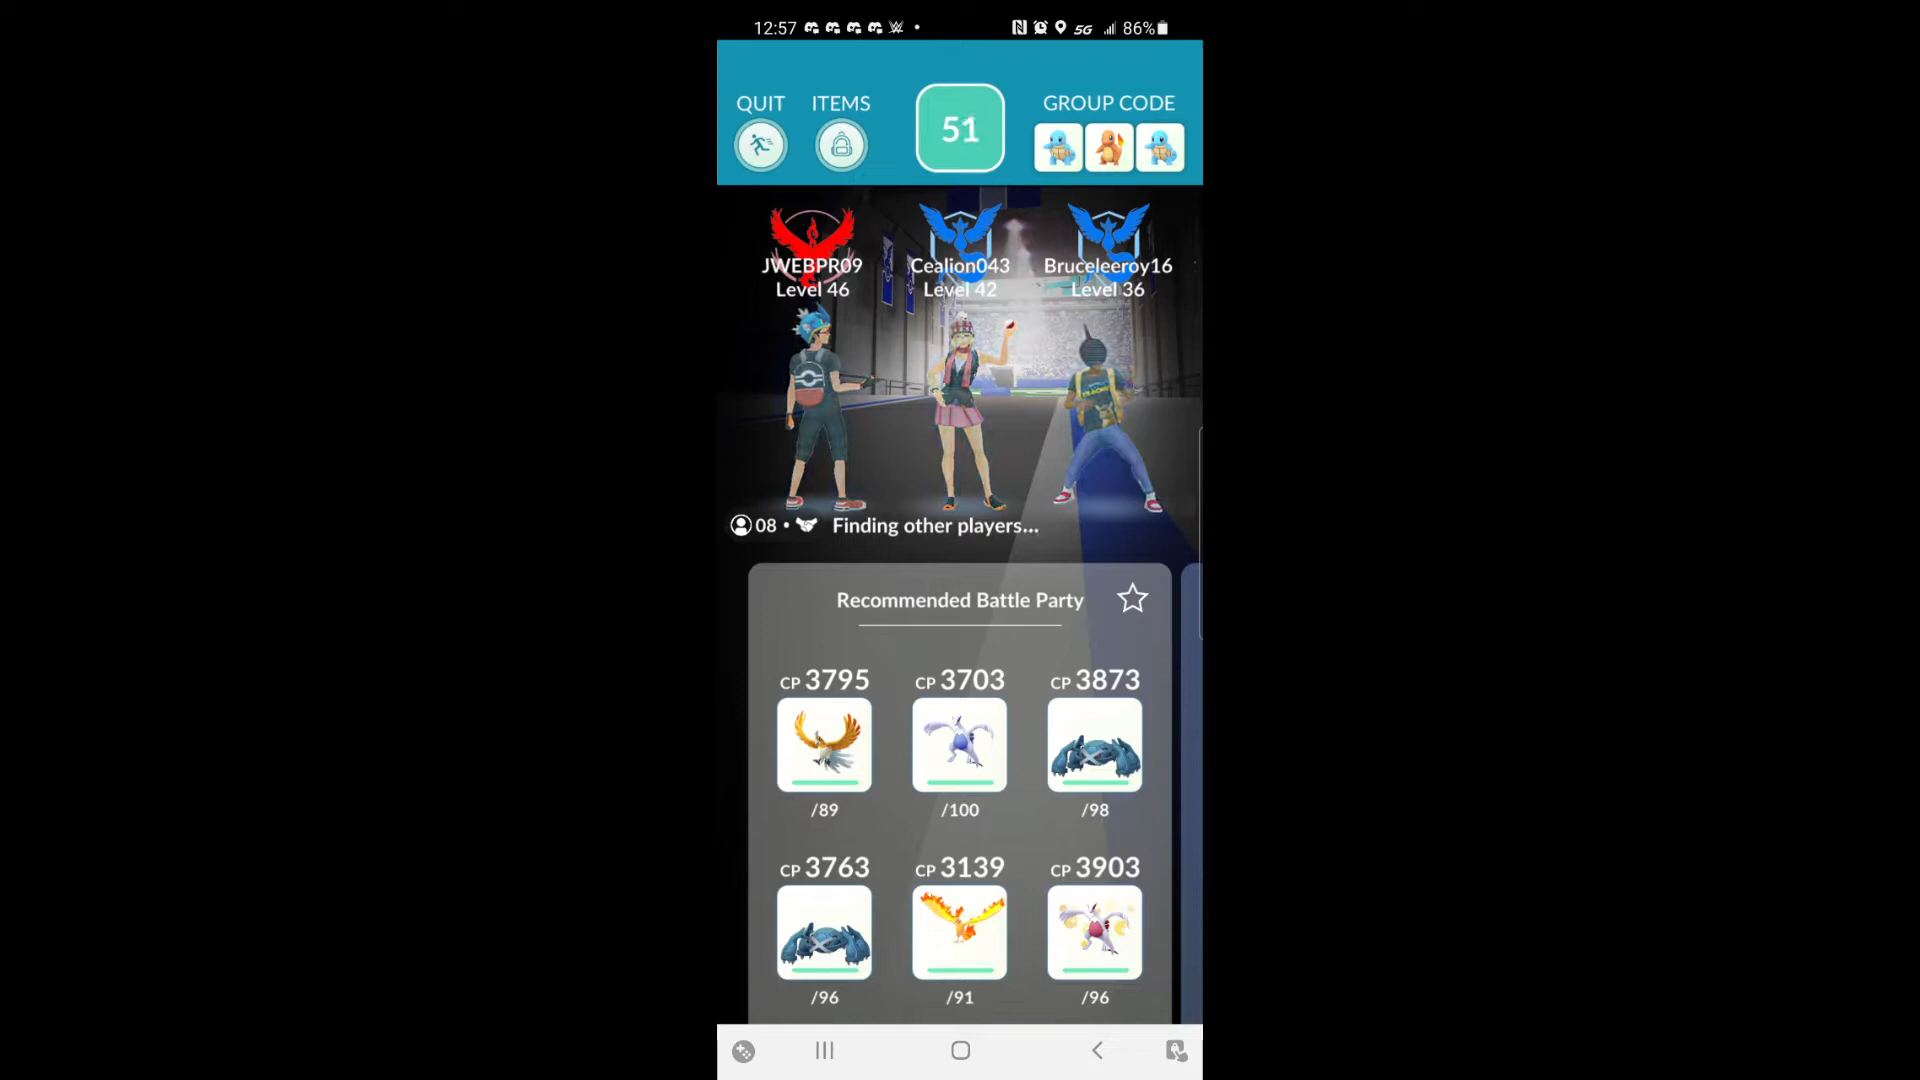 12:57 5G 86%
QUIT ITEMS 51 GROUP CODE
JWEBPR09 Cealion043 Bruceleeroy16
Level 46 Level 42 Level 36
08 • Finding other players...
Recommended Battle Party
CP 3795 CP 3703 CP 3873
/89 /100 /98
CP 3763 CP 3139 CP 3903
/96 /91 /96